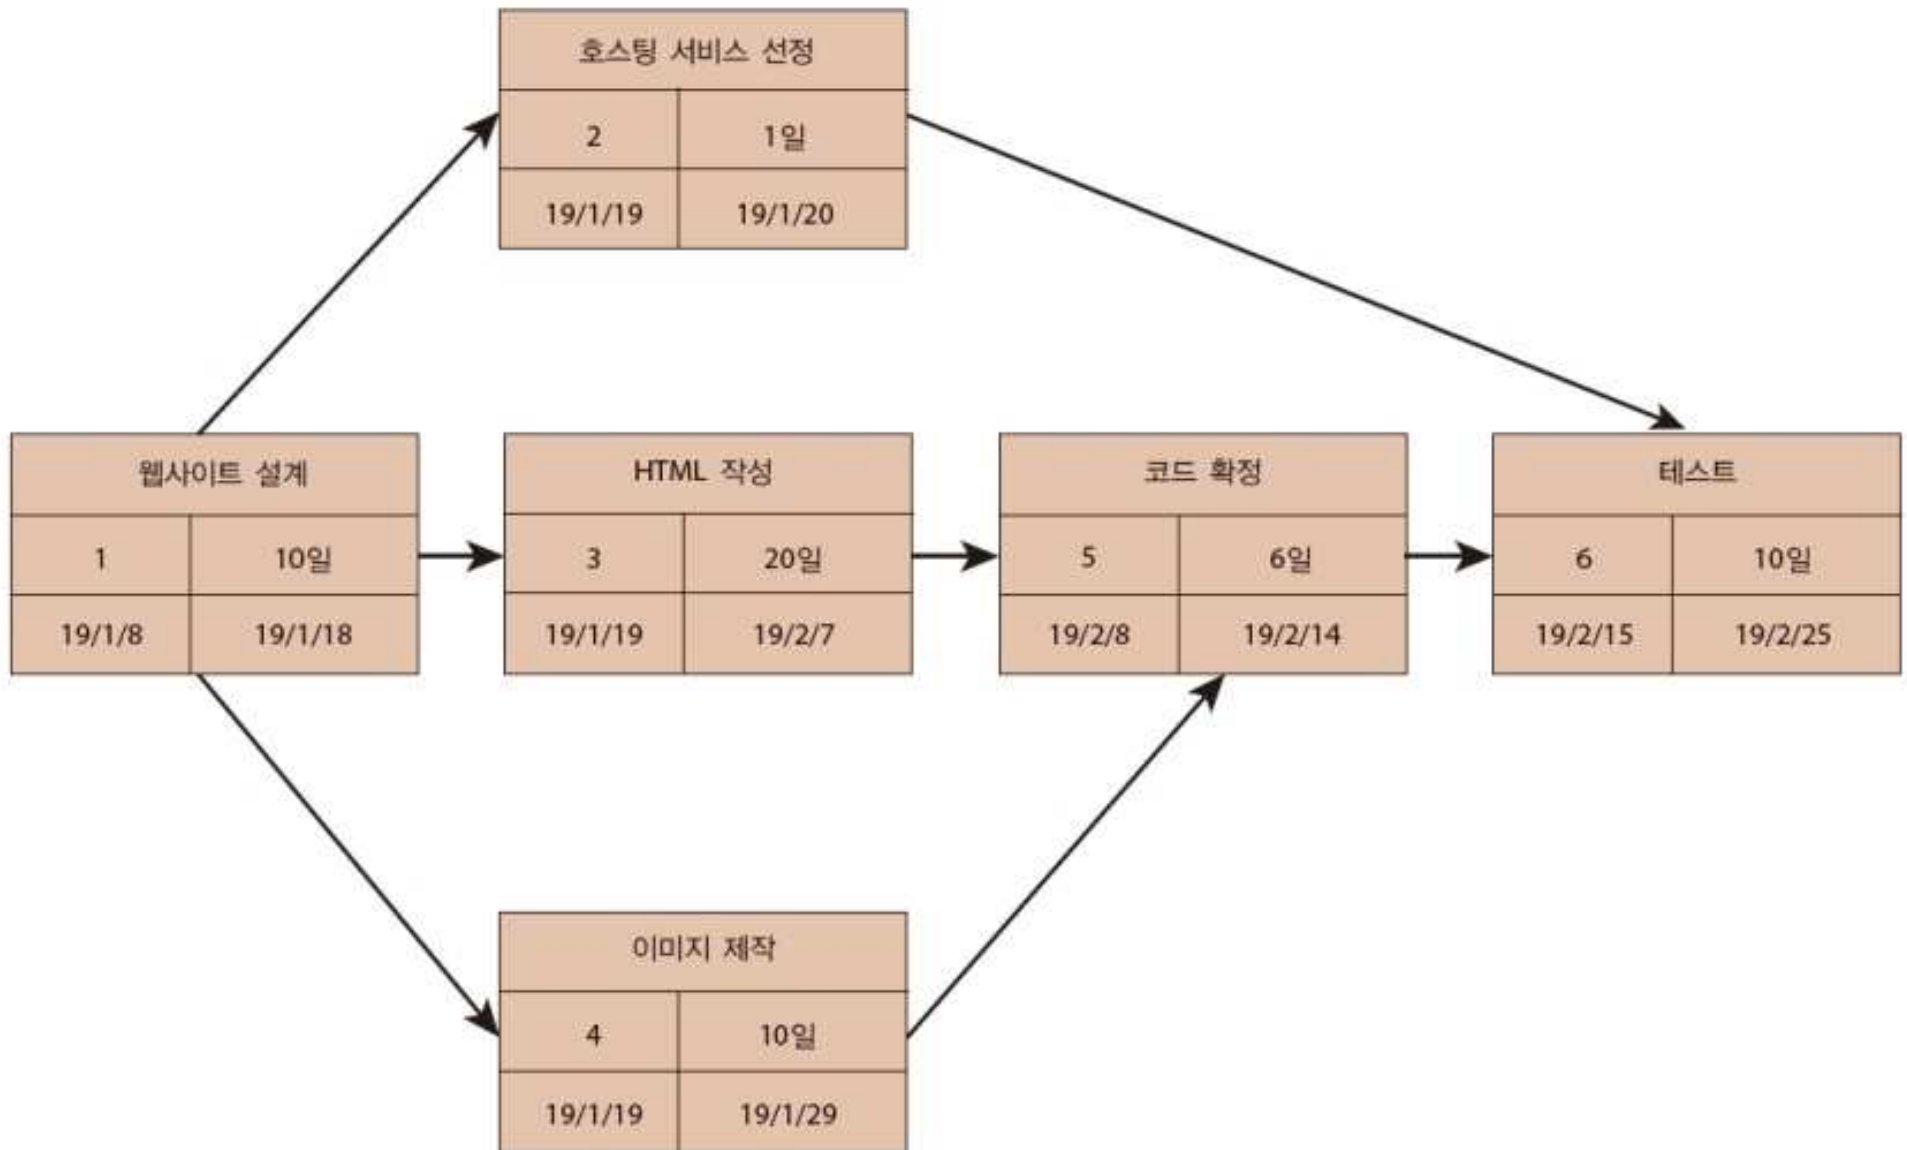 호스팅 서비스 선정
2 1일
19/1/19 19/1/20
웹사이트 설계
1 10일
19/1/8 19/1/18
HTML 작성
3 20일
19/1/19 19/2/7
코드 확정
5 6일
19/2/8 19/2/14
테스트
6 10일
19/2/15 19/2/25
이미지 제작
4 10일
19/1/19 19/1/29